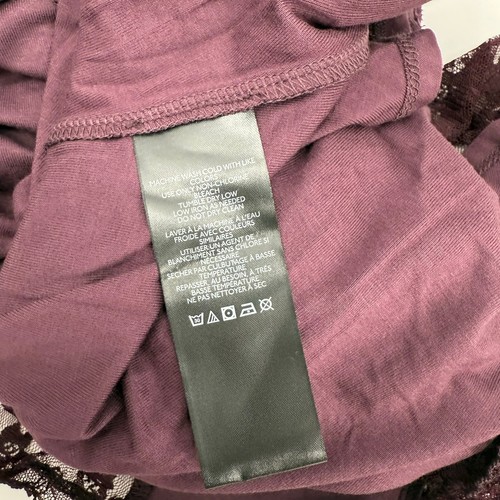 MACHINE WASH COLD WITH LIKE
COLORS
USE ONLY NON-CHLORINE
BLEACH
TUMBLE DRY LOW
LOW IRON AS NEEDED
DO NOT DRY CLEAN
LAVER À LA MACHINE À L'EAU
FROIDE AVEC COULEURS
SIMILAIRES
UTILISER UN AGENT DE
BLANCHIMENT SANS CHLORE SI
NÉCESSAIRE
SÉCHER PAR CULBUTAGE À BASSE
TEMPÉRATURE
REPASSER, AU BESOIN, À TRÈS
BASSE TEMPÉRATURE
NE PAS NETTOYER À SEC